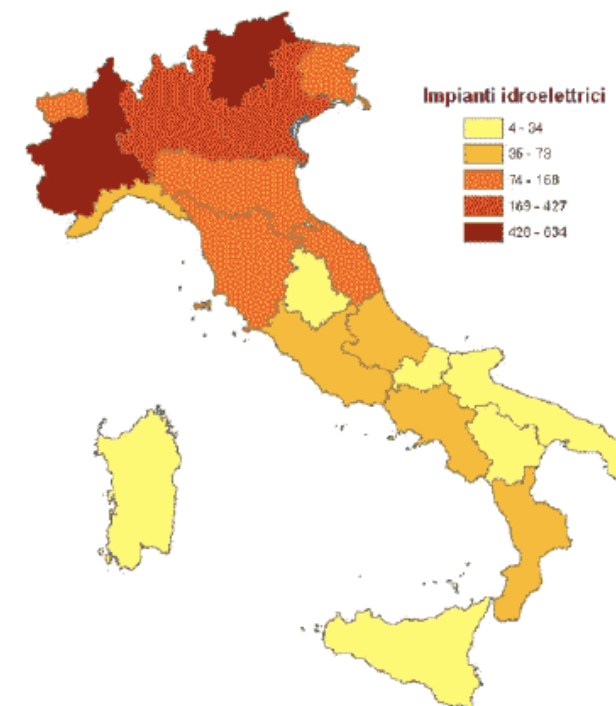 Impianti idroelettrici
4 - 34
35 - 73
74 - 168
169 - 427
428 - 634